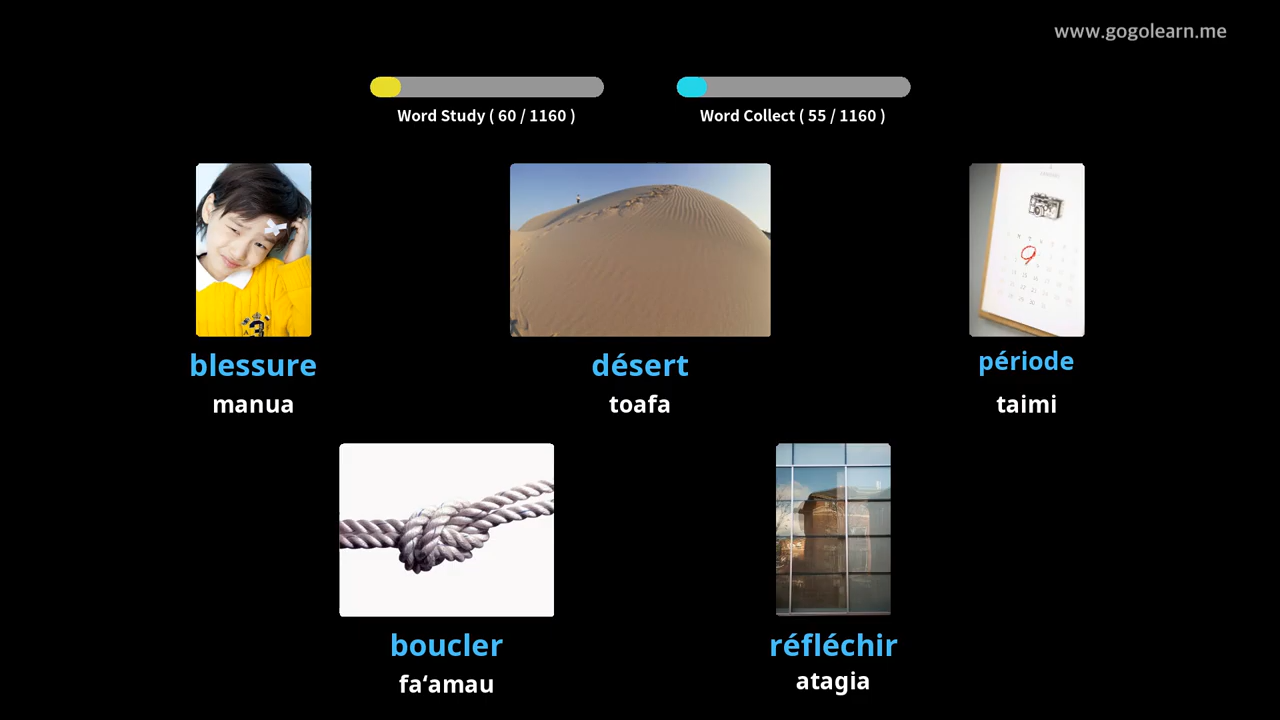 www.gogolearn.me
Word Study ( 60 / 1160 )
Word Collect ( 55 / 1160 )
blessure
manua
désert
toafa
période
taimi
boucler
faʻamau
réfléchir
atagia